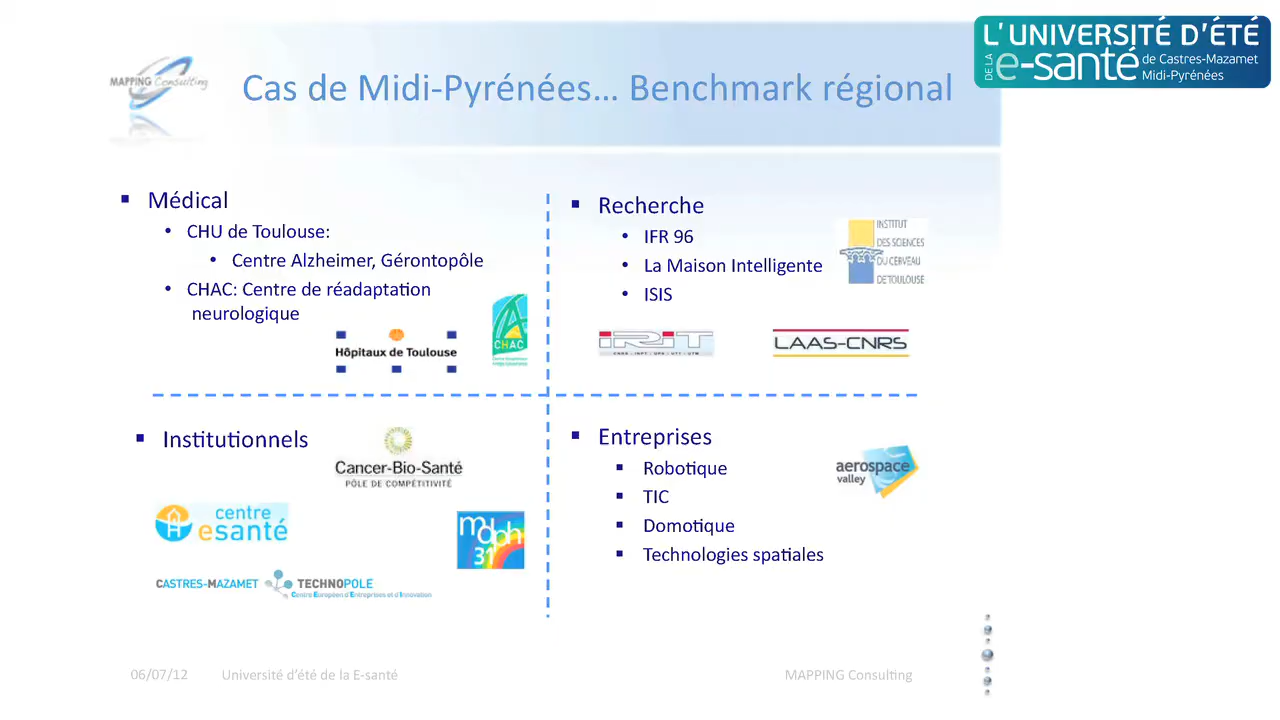 L'UNIVERSITÉ D'ÉTÉ
DE LA e-santé de Castres-Mazamet
Midi-Pyrénées
MAPPING Consulting
Cas de Midi-Pyrénées... Benchmark régional
Médical
CHU de Toulouse:
Centre Alzheimer, Gérontopôle
CHAC: Centre de réadaptation
neurologique
CHAC
Hôpitaux de Toulouse
Recherche
IFR 96
La Maison Intelligente
ISIS
INSTITUT
DES SCIENCES
DU CERVEAU
DE TOULOUSE
IRIT
LAAS-CNRS
Institutionnels
Cancer-Bio-Santé
PÔLE DE COMPÉTITIVITÉ
centre
esanté
mdph
31
CASTRES-MAZAMET TECHNOPOLE
Centre Européen d'Entreprises et d'Innovation
Entreprises
Robotique
TIC
Domotique
Technologies spatiales
aerospace
valley
06/07/12 Université d'été de la E-santé MAPPING Consulting